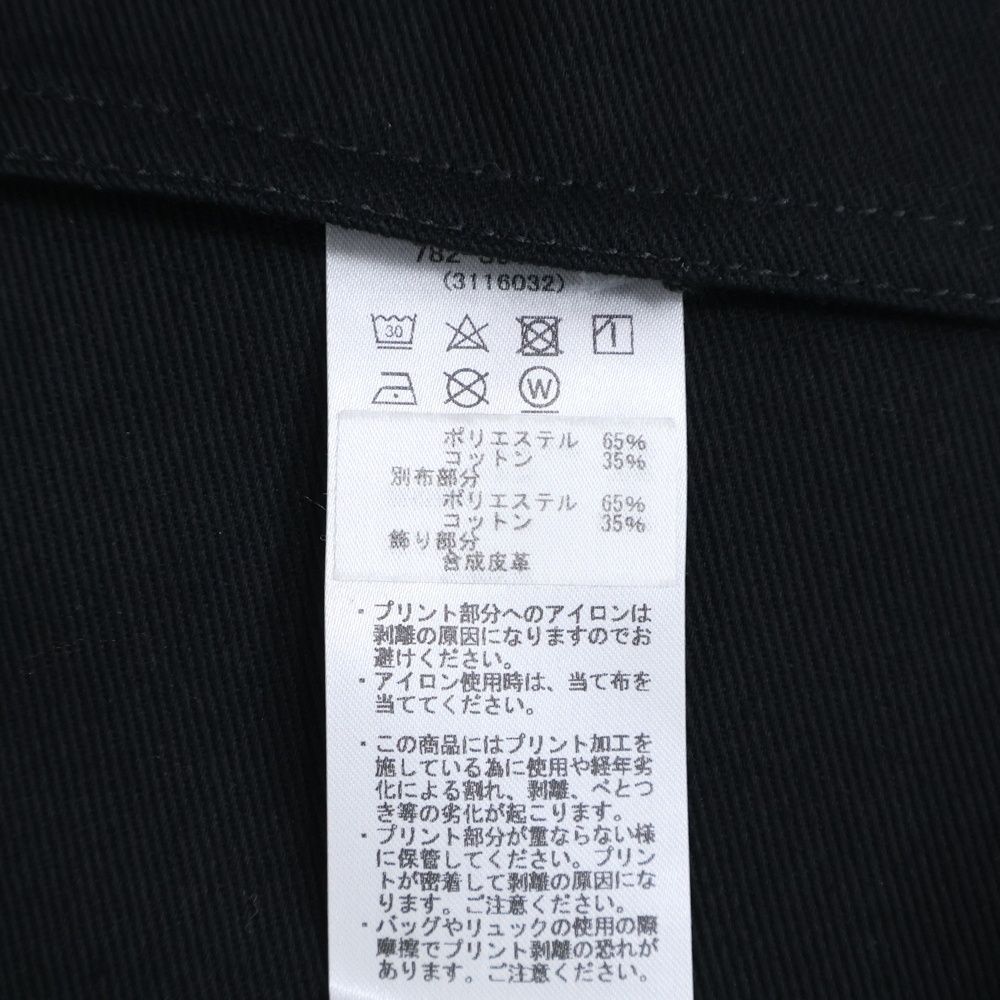 (3116032)
30
W
ポリエステル 65%
コットン 35%
別布部分
ポリエステル 65%
コットン 35%
飾り部分
合成皮革
・プリント部分へのアイロンは
剥離の原因になりますのでお
避けください。
・アイロン使用時は、当て布を
当ててください。
・この商品にはプリント加工を
施している為に使用や経年劣
化による割れ、剥離、べとつ
き等の劣化が起こります。
・プリント部分が重ならない様
に保管してください。プリン
トが密着して剥離の原因にな
ります。ご注意ください。
・バッグやリュックの使用の際
摩擦でプリント剥離の恐れが
あります。ご注意ください。